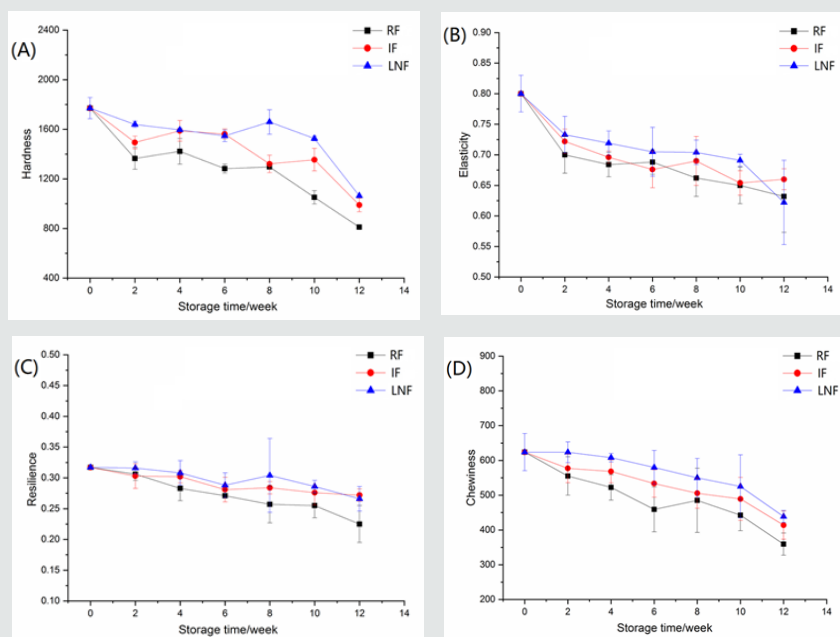 (A)
RF
IF
LNF
2400
2000
1600
1200
800
400
Hardness
0 2 4 6 8 10 12 14
Storage time/week
(B)
RF
IF
LNF
0.90
0.85
0.80
0.75
0.70
0.65
0.60
0.55
0.50
Elasticity
0 2 4 6 8 10 12 14
Storage time/week
(C)
RF
IF
LNF
0.50
0.45
0.40
0.35
0.30
0.25
0.20
0.15
0.10
Resilience
0 2 4 6 8 10 12 14
Storage time/week
(D)
RF
IF
LNF
900
800
700
600
500
400
300
200
Chewiness
0 2 4 6 8 10 12 14
Storage time/week